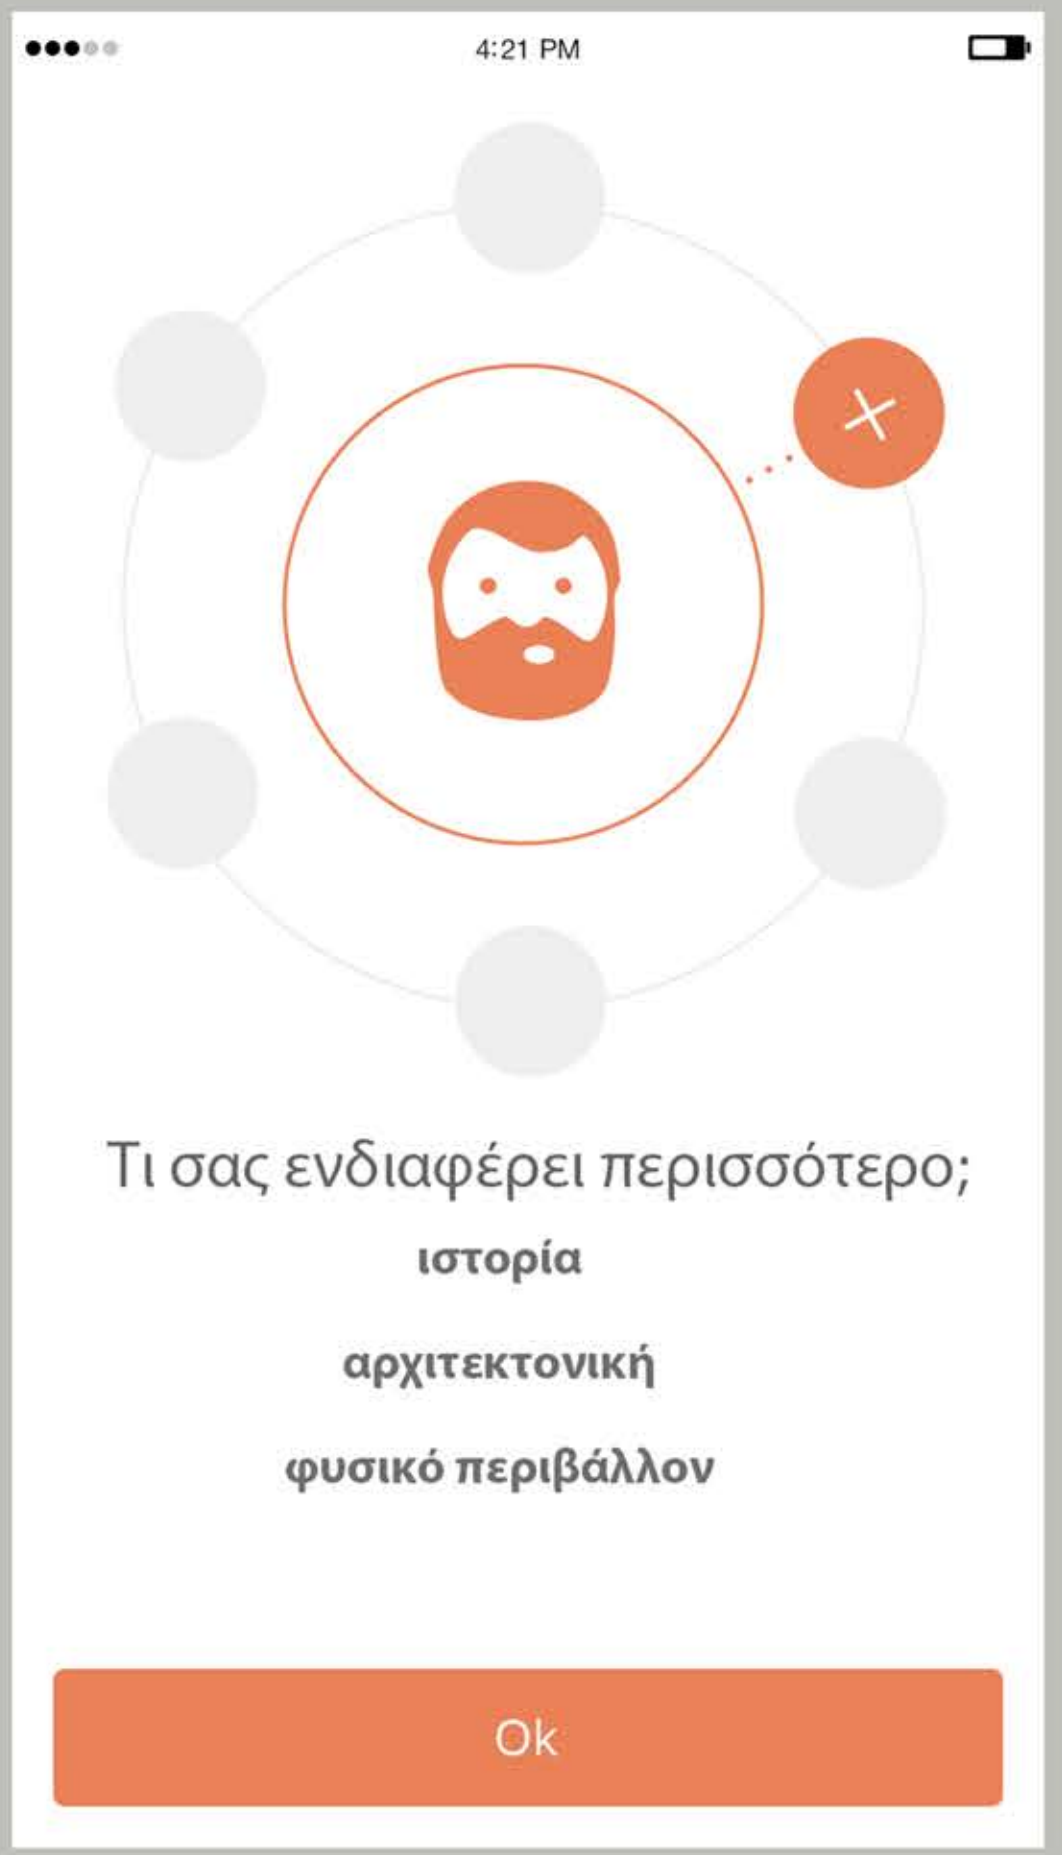 4:21 PM
Τι σας ενδιαφέρει περισσότερο;
ιστορία
αρχιτεκτονική
φυσικό περιβάλλον
Ok